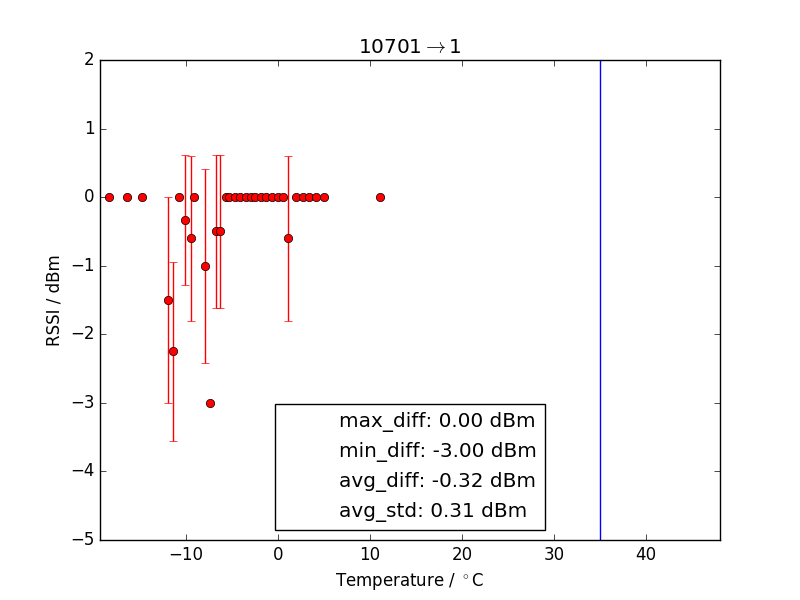 10701→1
2
1
0
−1
−2
−3
−4
−5
RSSI / dBm
max_diff: 0.00 dBm
min_diff: -3.00 dBm
avg_diff: -0.32 dBm
avg_std: 0.31 dBm
−10 0 10 20 30 40
Temperature / °C